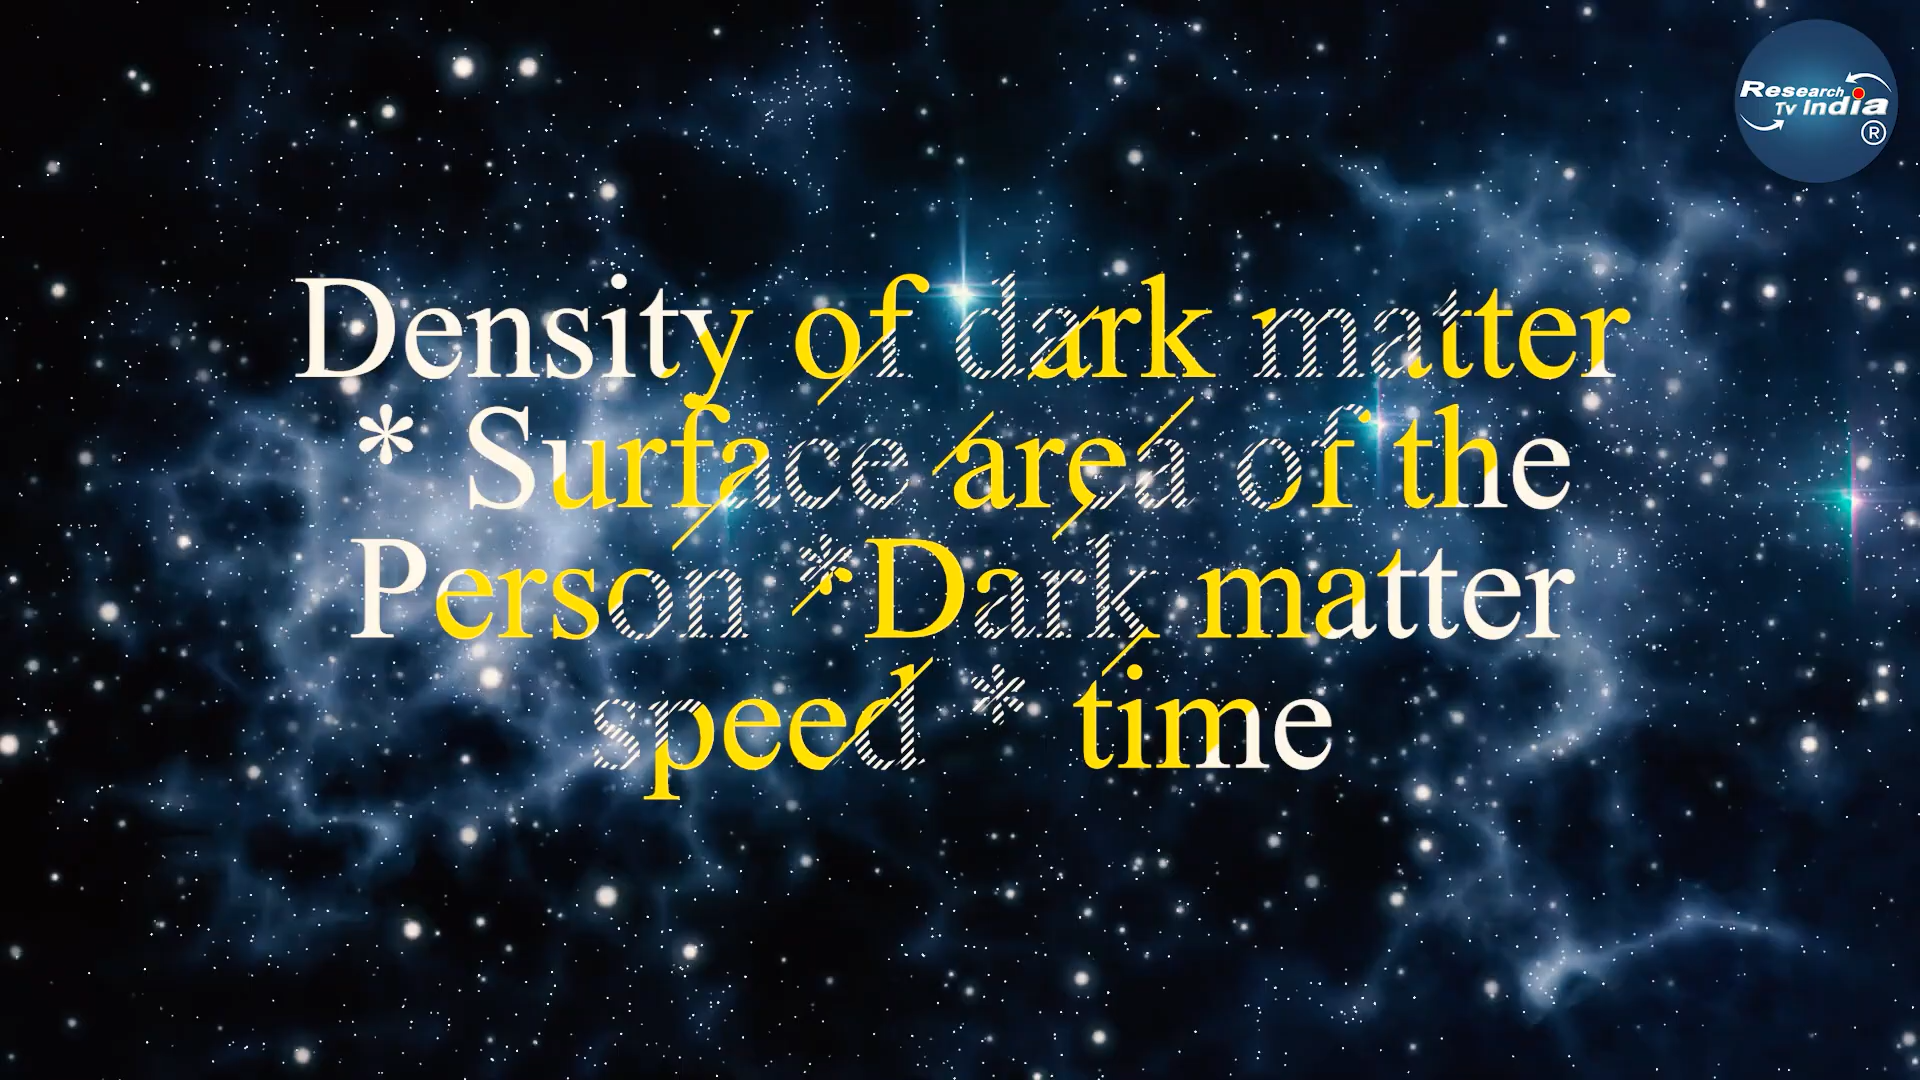 Research
Tv India
®
Density of dark matter
* Surface area of the
Person *Dark matter
speed * time